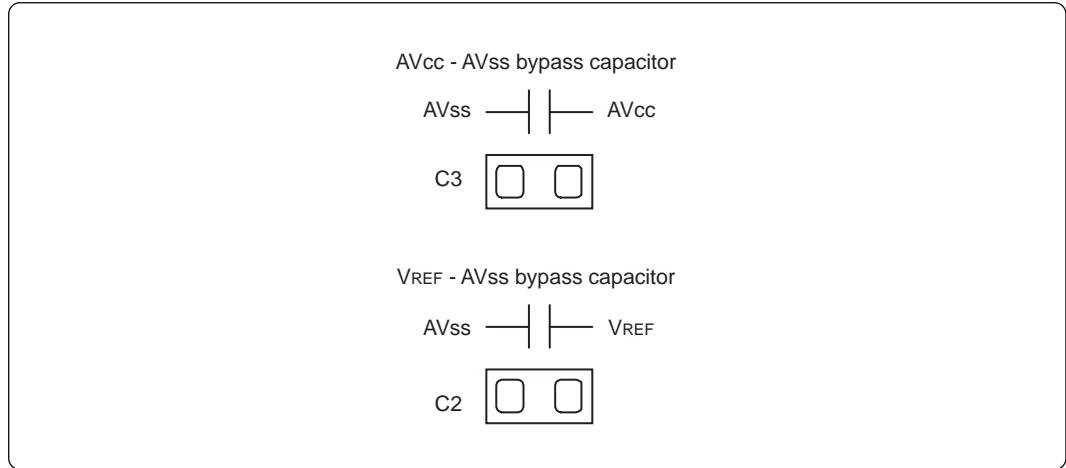 AVcc - AVss bypass capacitor
AVss AVcc
C3
VREF - AVss bypass capacitor
AVss VREF
C2